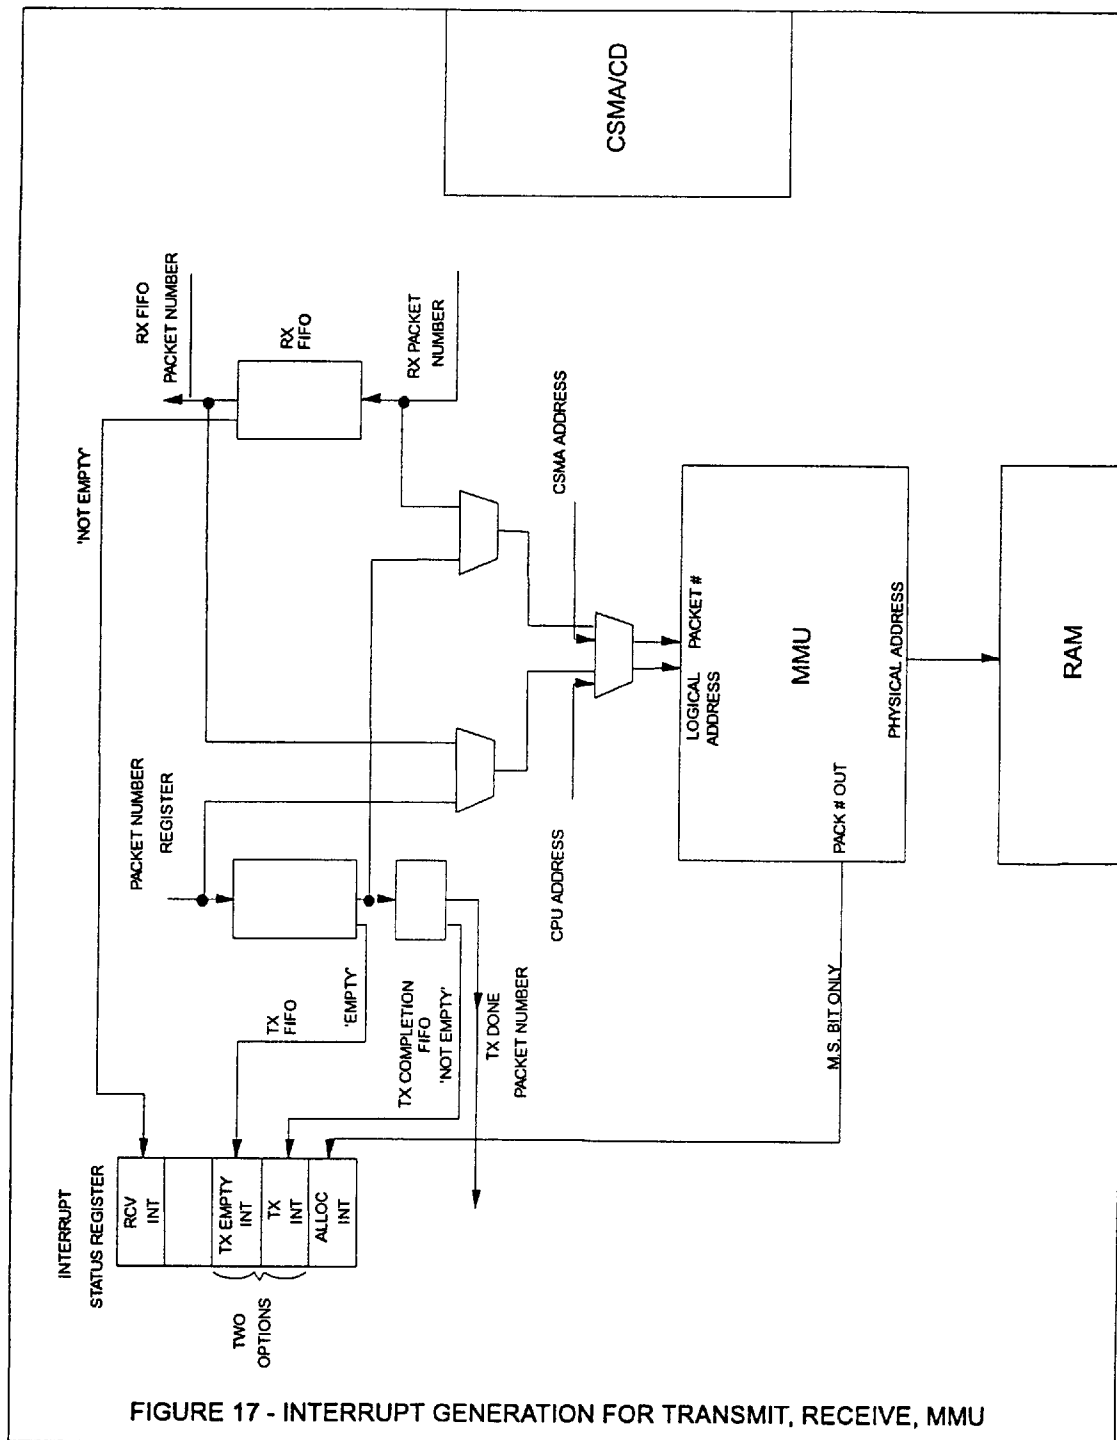 INTERRUPT
STATUS REGISTER
RCV
INT
TX EMPTY
INT
TX
INT
ALLOC
INT
TWO
OPTIONS
'NOT EMPTY'
TX
FIFO
'EMPTY'
TX COMPLETION
FIFO
'NOT EMPTY'
TX DONE
PACKET NUMBER
PACKET NUMBER
REGISTER
RX FIFO
PACKET NUMBER
RX
FIFO
RX PACKET
NUMBER
CPU ADDRESS
CSMA ADDRESS
LOGICAL
ADDRESS
PACKET #
MMU
PACK # OUT
PHYSICAL ADDRESS
M.S. BIT ONLY
RAM
CSMA/CD
FIGURE 17 - INTERRUPT GENERATION FOR TRANSMIT, RECEIVE, MMU